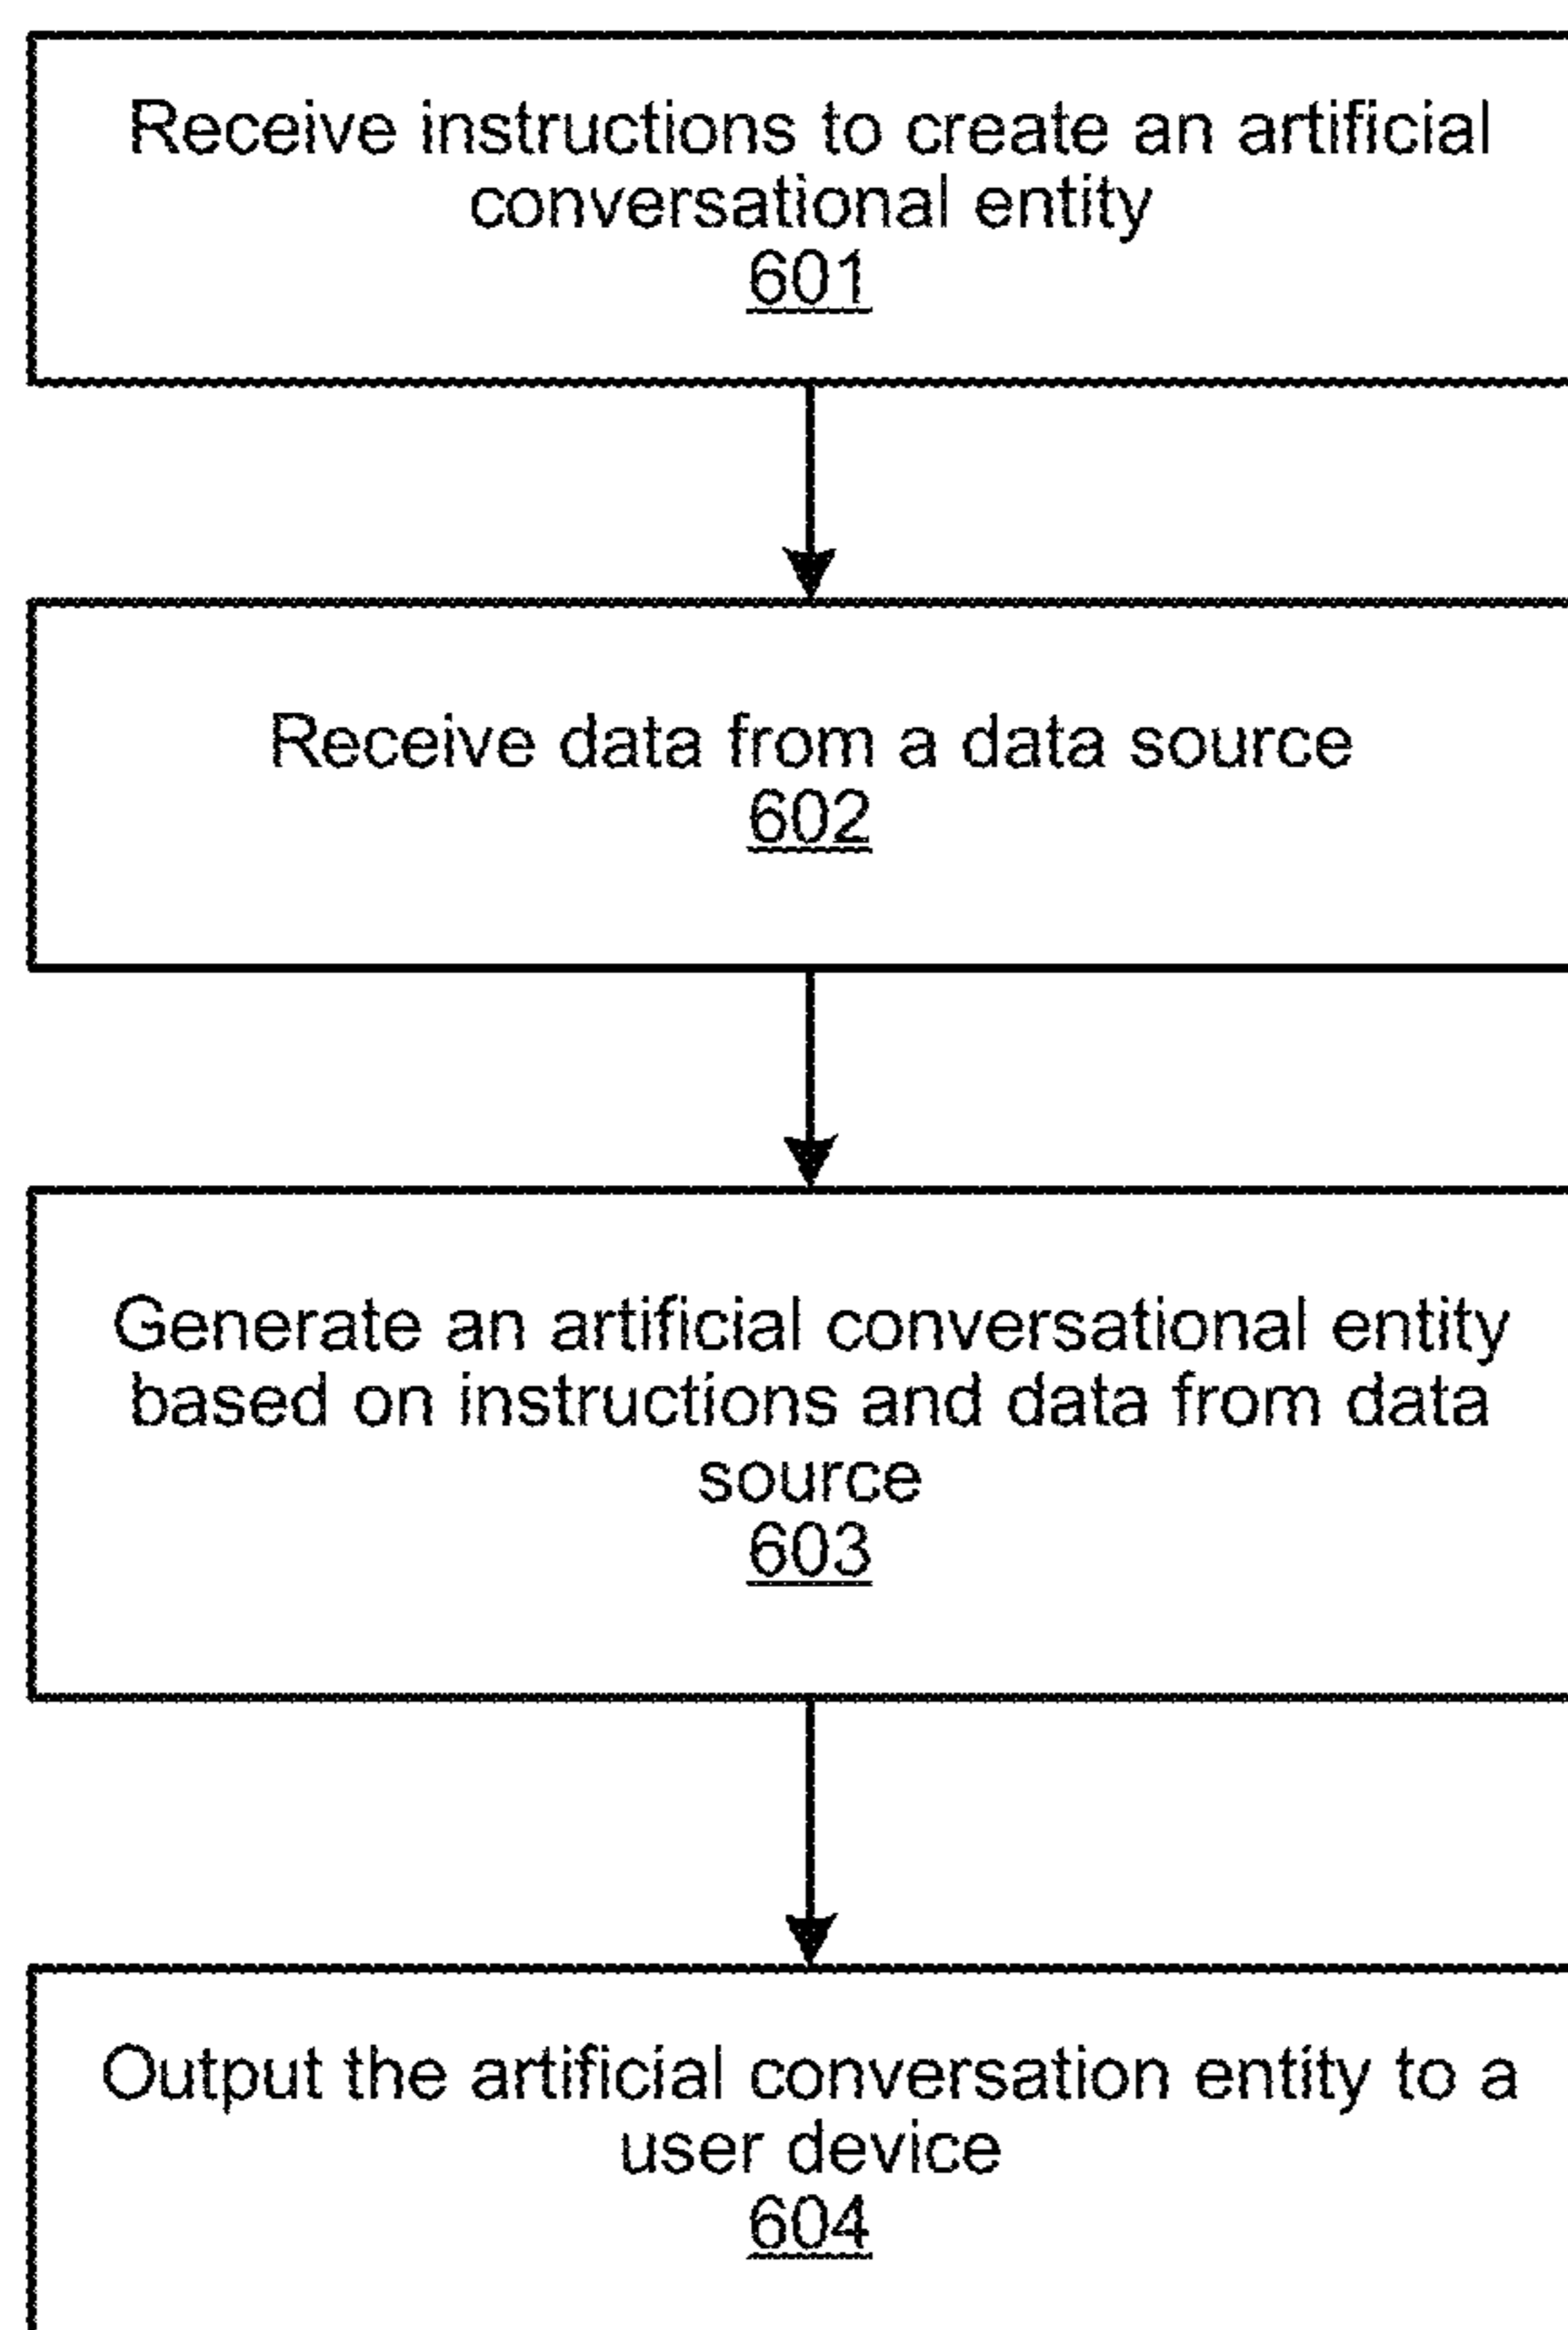 Receive instructions to create an artificial
conversational entity
601
Receive data from a data source
602
Generate an artificial conversational entity
based on instructions and data from data
source
603
Output the artificial conversation entity to a
user device
604